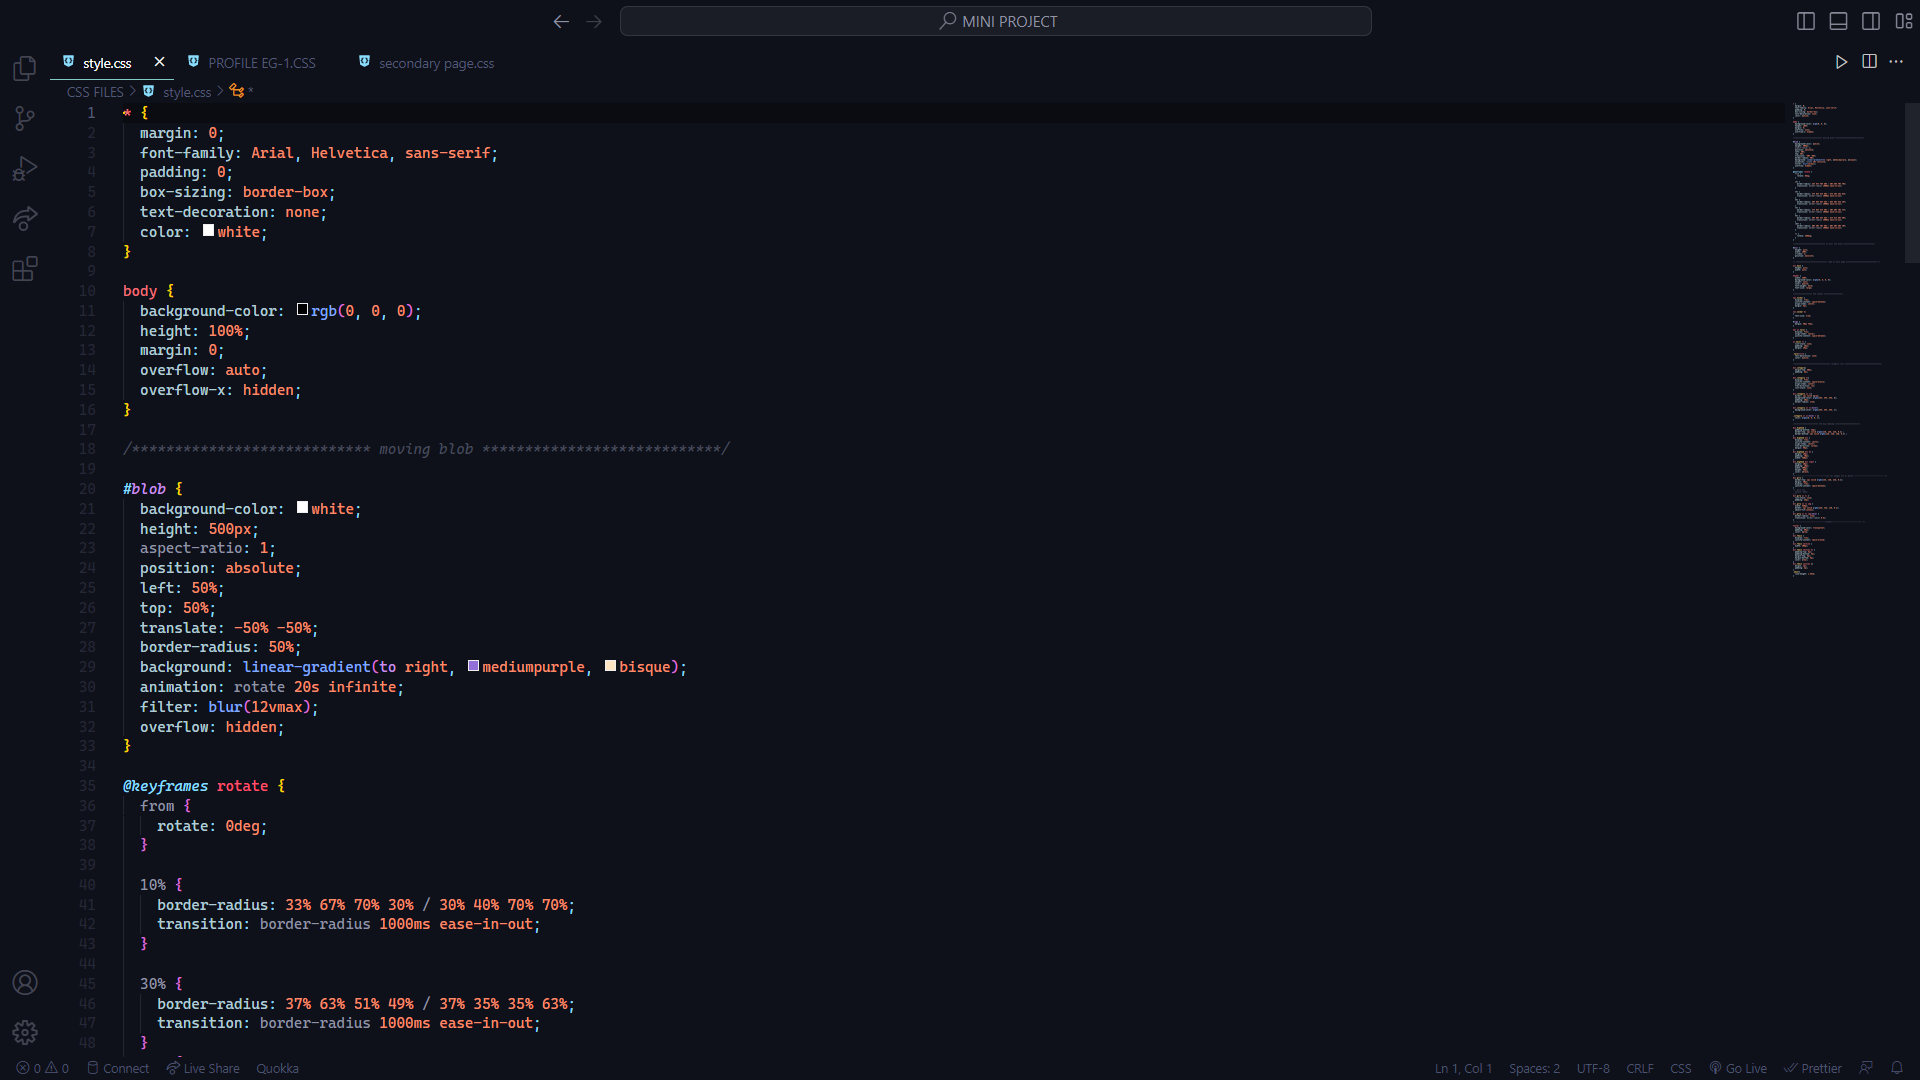 MINI PROJECT
style.css
PROFILE EG-1.CSS
secondary page.css
CSS FILES > style.css > *
1 * {
2 margin: 0;
3 font-family: Arial, Helvetica, sans-serif;
4 padding: 0;
5 box-sizing: border-box;
6 text-decoration: none;
7 color: white;
8 }
9
10 body {
11 background-color: rgb(0, 0, 0);
12 height: 100%;
13 margin: 0;
14 overflow: auto;
15 overflow-x: hidden;
16 }
17
18 /**************************** moving blob ****************************/
19
20 #blob {
21 background-color: white;
22 height: 500px;
23 aspect-ratio: 1;
24 position: absolute;
25 left: 50%;
26 top: 50%;
27 translate: -50% -50%;
28 border-radius: 50%;
29 background: linear-gradient(to right, mediumpurple, bisque);
30 animation: rotate 20s infinite;
31 filter: blur(12vmax);
32 overflow: hidden;
33 }
34
35 @keyframes rotate {
36 from {
37 rotate: 0deg;
38 }
39
40 10% {
41 border-radius: 33% 67% 70% 30% / 30% 40% 70% 70%;
42 transition: border-radius 1000ms ease-in-out;
43 }
44
45 30% {
46 border-radius: 37% 63% 51% 49% / 37% 35% 35% 63%;
47 transition: border-radius 1000ms ease-in-out;
48 }
0 0 Connect Live Share Quokka
Ln 1, Col 1 Spaces: 2 UTF-8 CRLF CSS Go Live Prettier